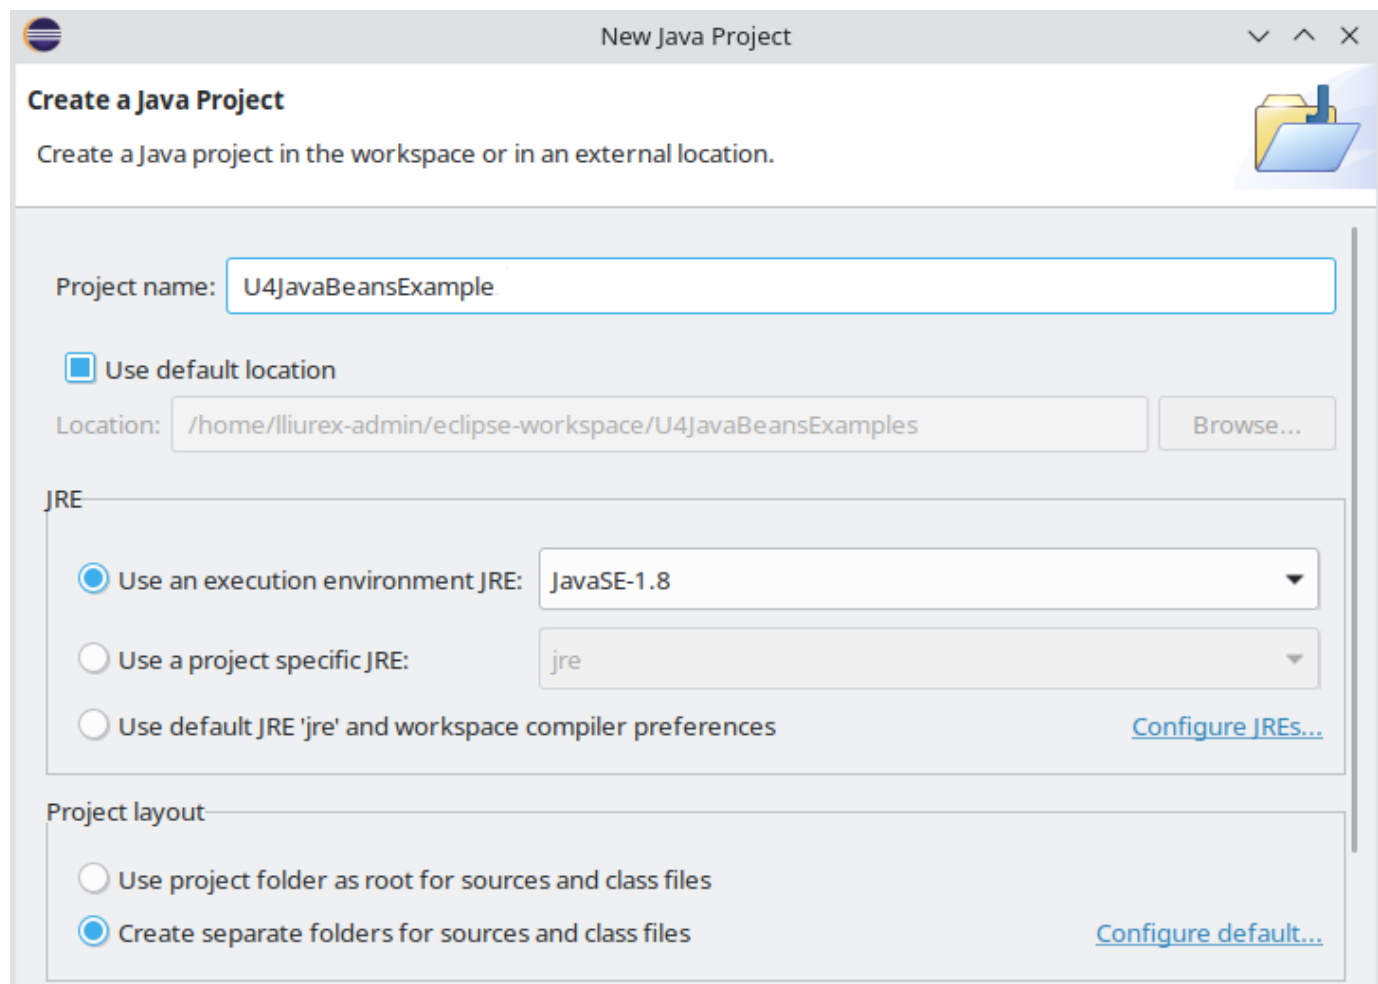 New Java Project
Create a Java Project
Create a Java project in the workspace or in an external location.
Project name: U4JavaBeansExample
Use default location
Location: /home/lliurex-admin/eclipse-workspace/U4JavaBeansExamples Browse...
JRE
Use an execution environment JRE: JavaSE-1.8
Use a project specific JRE: jre
Use default JRE 'jre' and workspace compiler preferences Configure JREs...
Project layout
Use project folder as root for sources and class files
Create separate folders for sources and class files Configure default...